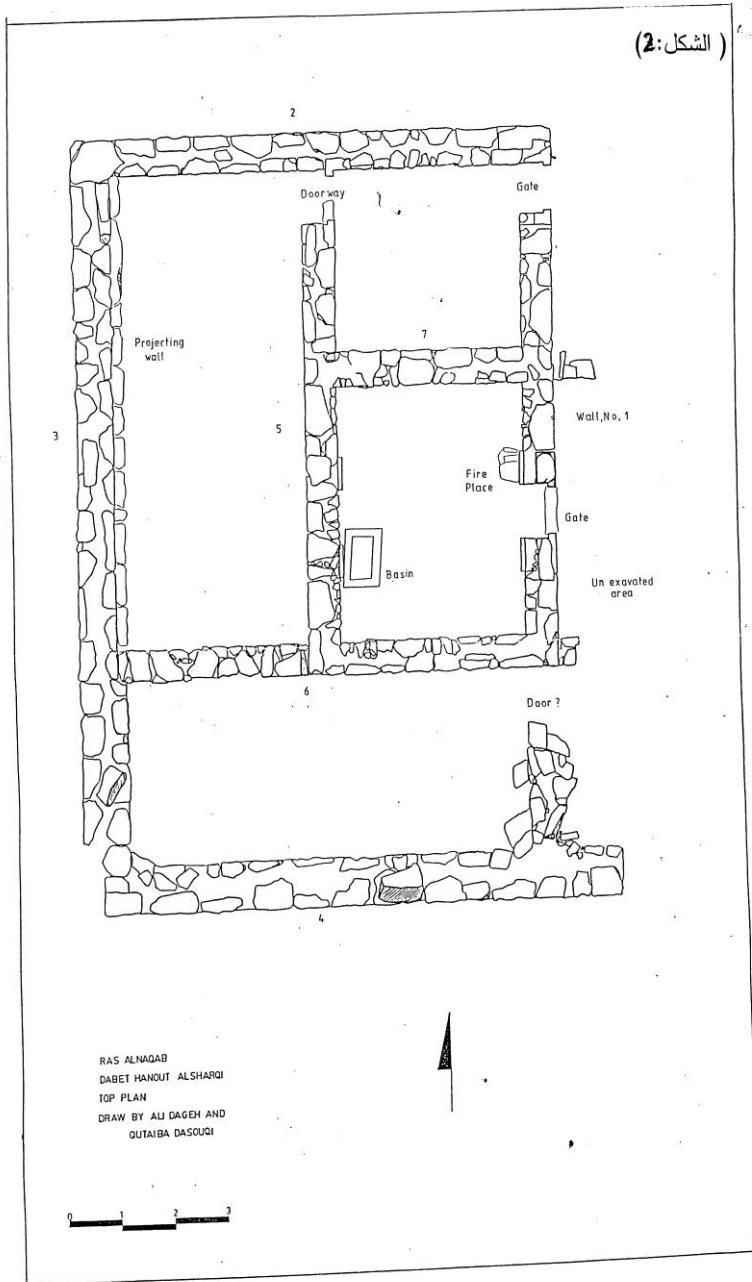 ( الشكل:2)
2
Doorway
Gate
7
Projecting
wall
3
5
Wall,No,1
Fire
Place
Gate
Basin
Un exavated
area
6
Door ?
4
RAS ALNAQAB
DABET HANOUT ALSHARQI
TOP PLAN
DRAW BY ALI DAGEH AND
QUTAIBA DASOUQI
0 1 2 3